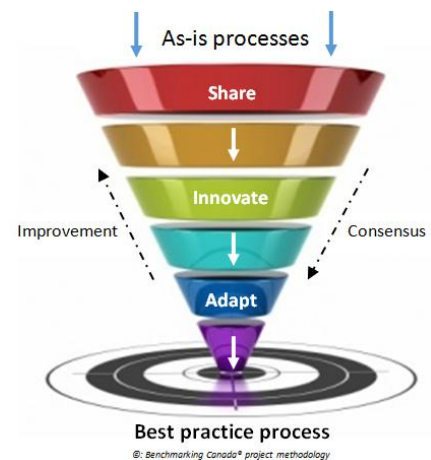 As-is processes
Share
Innovate
Improvement
Consensus
Adapt
Best practice process
©: Benchmarking Canada® project methodology